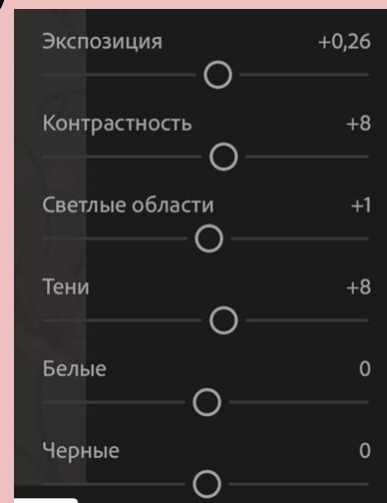 Экспозиция +0,26
Контрастность +8
Светлые области +1
Тени +8
Белые 0
Черные 0